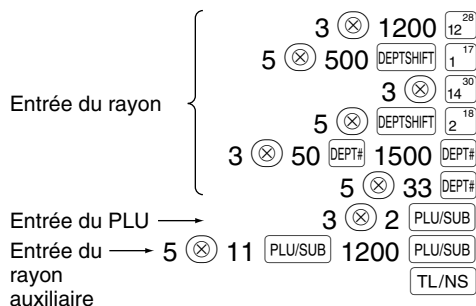 3 ⊗ 1200 12 28
5 ⊗ 500 DEPTSHIFT 1 17
3 ⊗ 14 30
Entrée du rayon
5 ⊗ DEPTSHIFT 2 18
3 ⊗ 50 DEPT# 1500 DEPT#
5 ⊗ 33 DEPT#
Entrée du PLU → 3 ⊗ 2 PLU/SUB
Entrée du → 5 ⊗ 11 PLU/SUB 1200 PLU/SUB
rayon TL/NS
auxiliaire